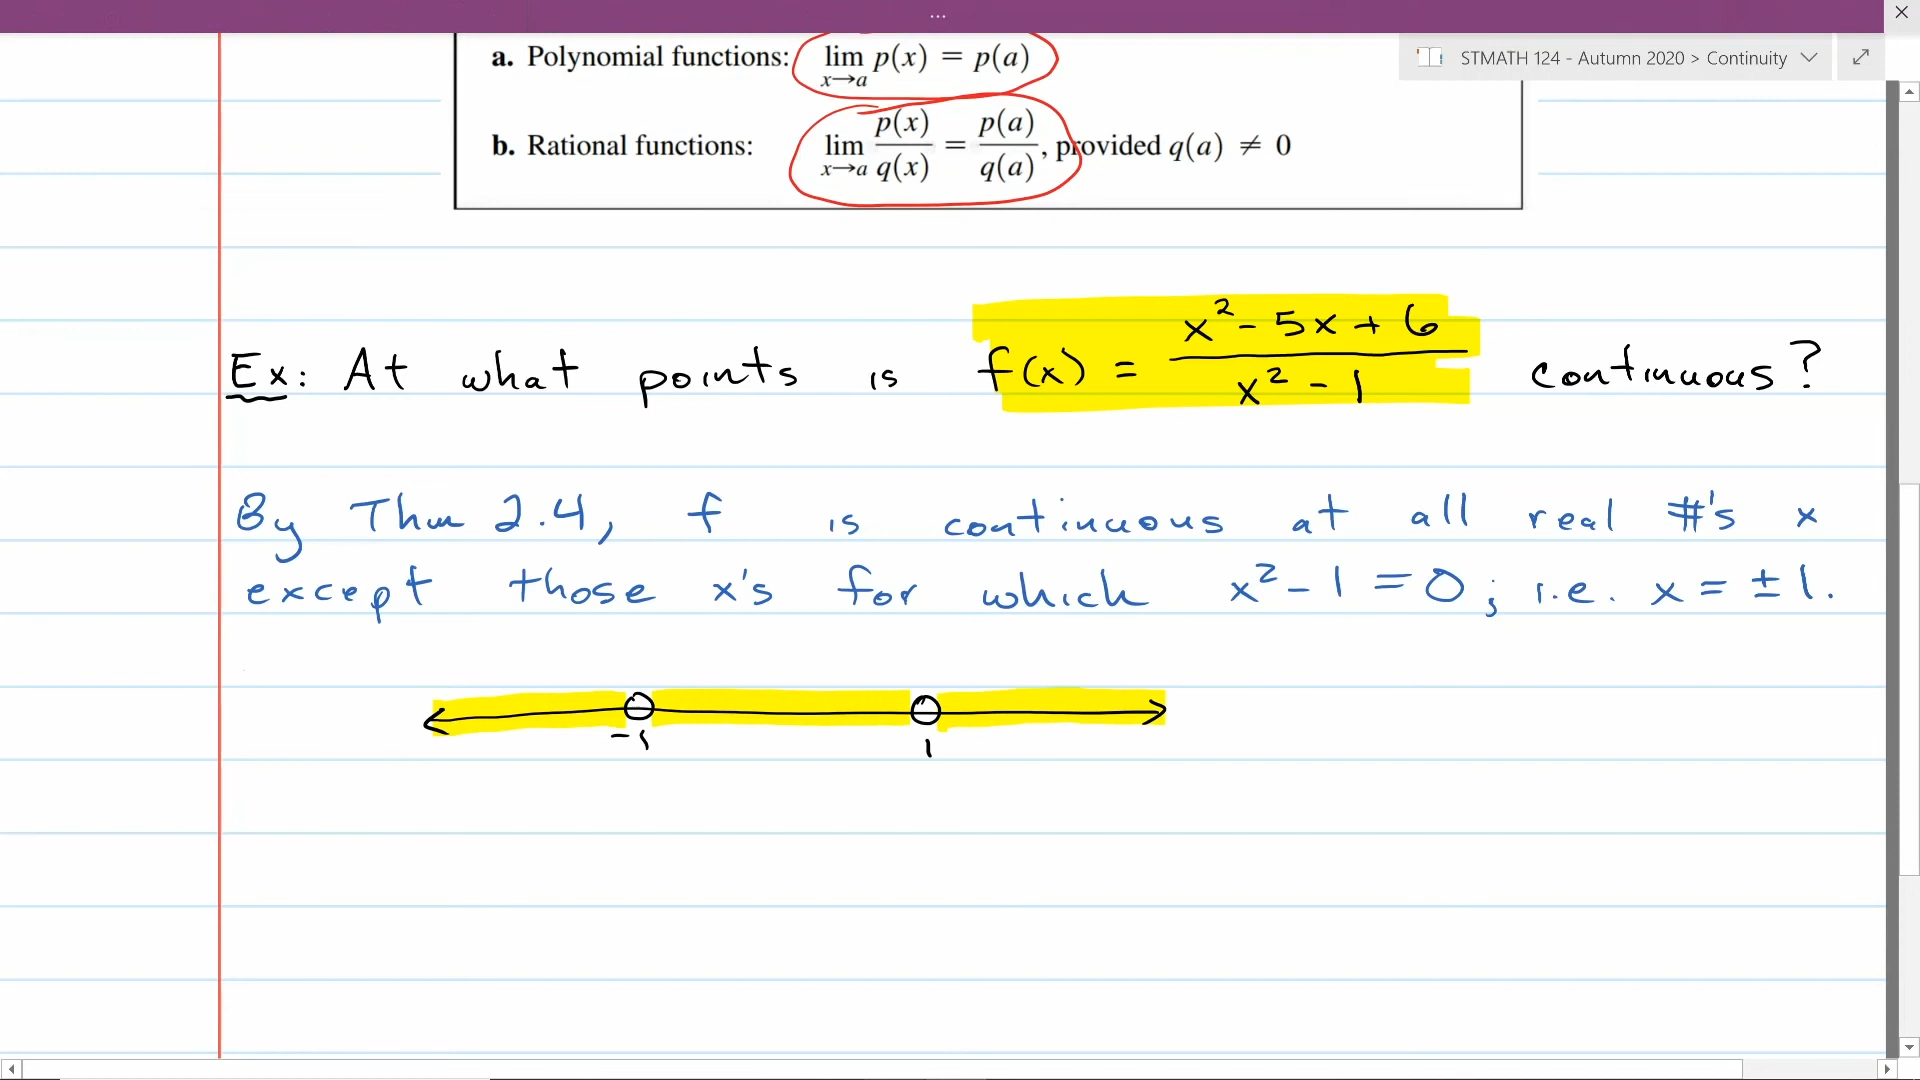 ...
STMATH 124 - Autumn 2020 > Continuity
a. Polynomial functions: lim x→a p(x) = p(a)
b. Rational functions: lim x→a p(x)/q(x) = p(a)/q(a), provided q(a) ≠ 0
Ex: At what points is f(x) = (x² - 5x + 6)/(x² - 1) continuous?
By Thm 2.4, f is continuous at all real #'s x
except those x's for which x² - 1 = 0; i.e. x = ±1.
-1 1